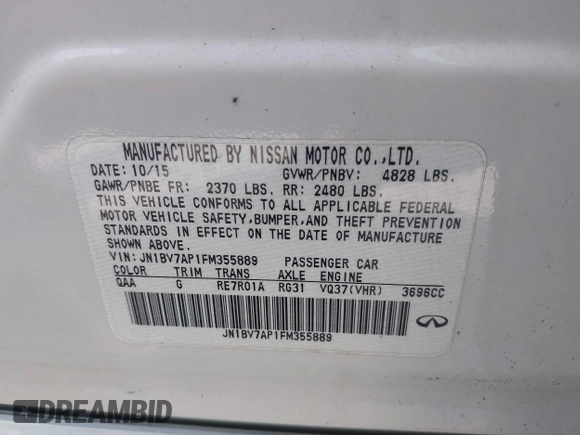 MANUFACTURED BY NISSAN MOTOR CO.,LTD.
DATE: 10/15 GVWR/PNBV: 4828 LBS.
GAWR/PNBE FR: 2370 LBS. RR: 2480 LBS.
THIS VEHICLE CONFORMS TO ALL APPLICABLE FEDERAL
MOTOR VEHICLE SAFETY,BUMPER,AND THEFT PREVENTION
STANDARDS IN EFFECT ON THE DATE OF MANUFACTURE
SHOWN ABOVE.
VIN: JN1BV7AP1FM355889 PASSENGER CAR
COLOR TRIM TRANS AXLE ENGINE
QAA G RE7R01A RG31 VQ37(VHR) 3696CC
JN1BV7AP1FM355889
DREAMBID